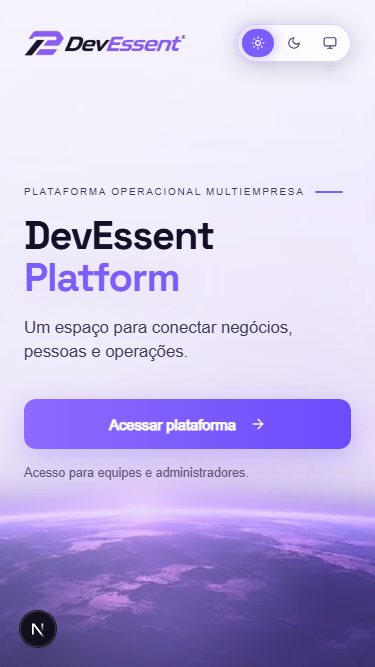 DevEssent®
PLATAFORMA OPERACIONAL MULTIEMPRESA
DevEssent
Platform
Um espaço para conectar negócios,
pessoas e operações.
Acessar plataforma →
Acesso para equipes e administradores.
N